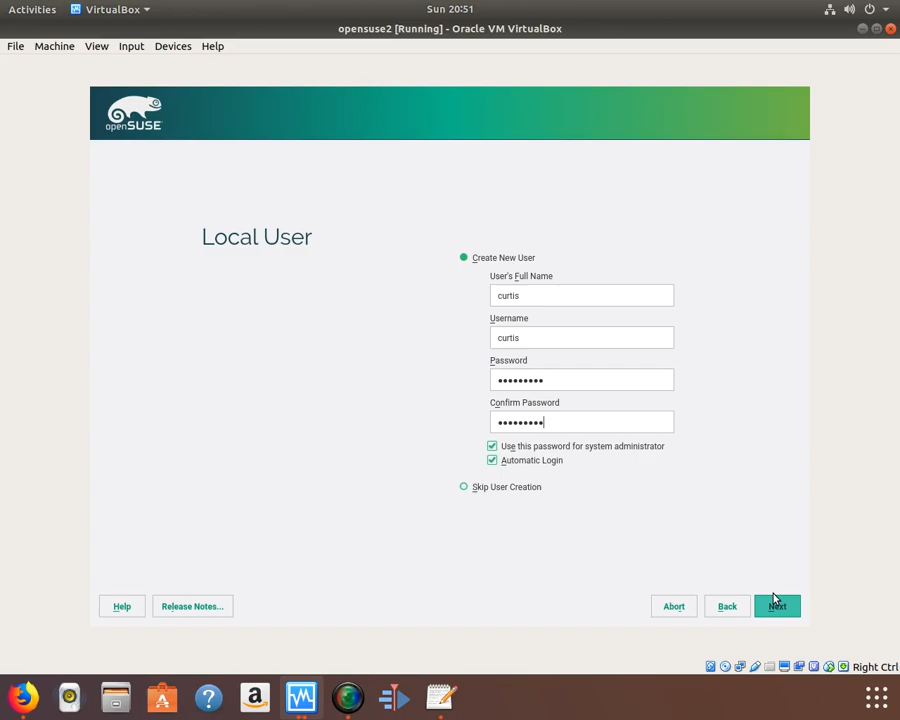 Activities VirtualBox Sun 20:51
opensuse2 [Running] - Oracle VM VirtualBox
File Machine View Input Devices Help
openSUSE
Local User
Create New User
User's Full Name
curtis
Username
curtis
Password
•••••••••
Confirm Password
•••••••••
Use this password for system administrator
Automatic Login
Skip User Creation
Help Release Notes... Abort Back Next
Right Ctrl